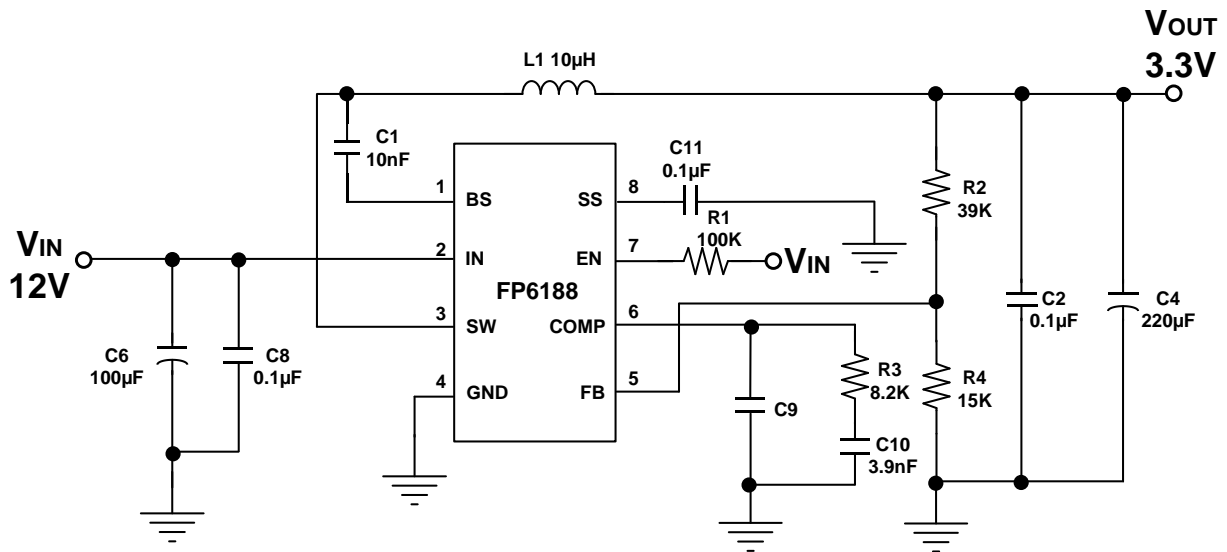 VOUT
3.3V
L1 10µH
C1
10nF
C11
0.1µF
1
BS
SS
8
R1
100K
R2
39K
VIN
12V
2
IN
EN
7
VIN
FP6188
3
SW
COMP
6
C2
0.1µF
C4
220µF
C6
100µF
C8
0.1µF
4
GND
FB
5
R3
8.2K
R4
15K
C9
C10
3.9nF